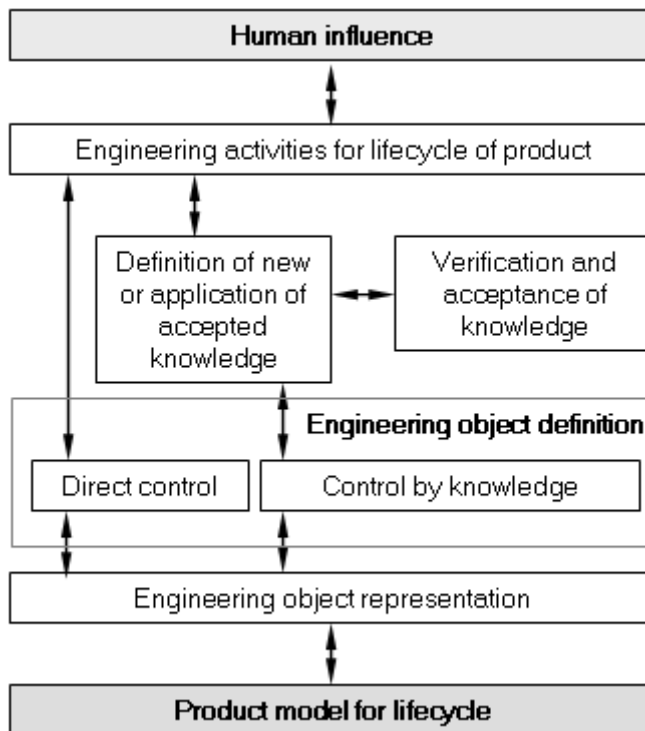 Human influence
Engineering activities for lifecycle of product
Definition of new
or application of
accepted
knowledge
Verification and
acceptance of
knowledge
Engineering object definition
Direct control
Control by knowledge
Engineering object representation
Product model for lifecycle